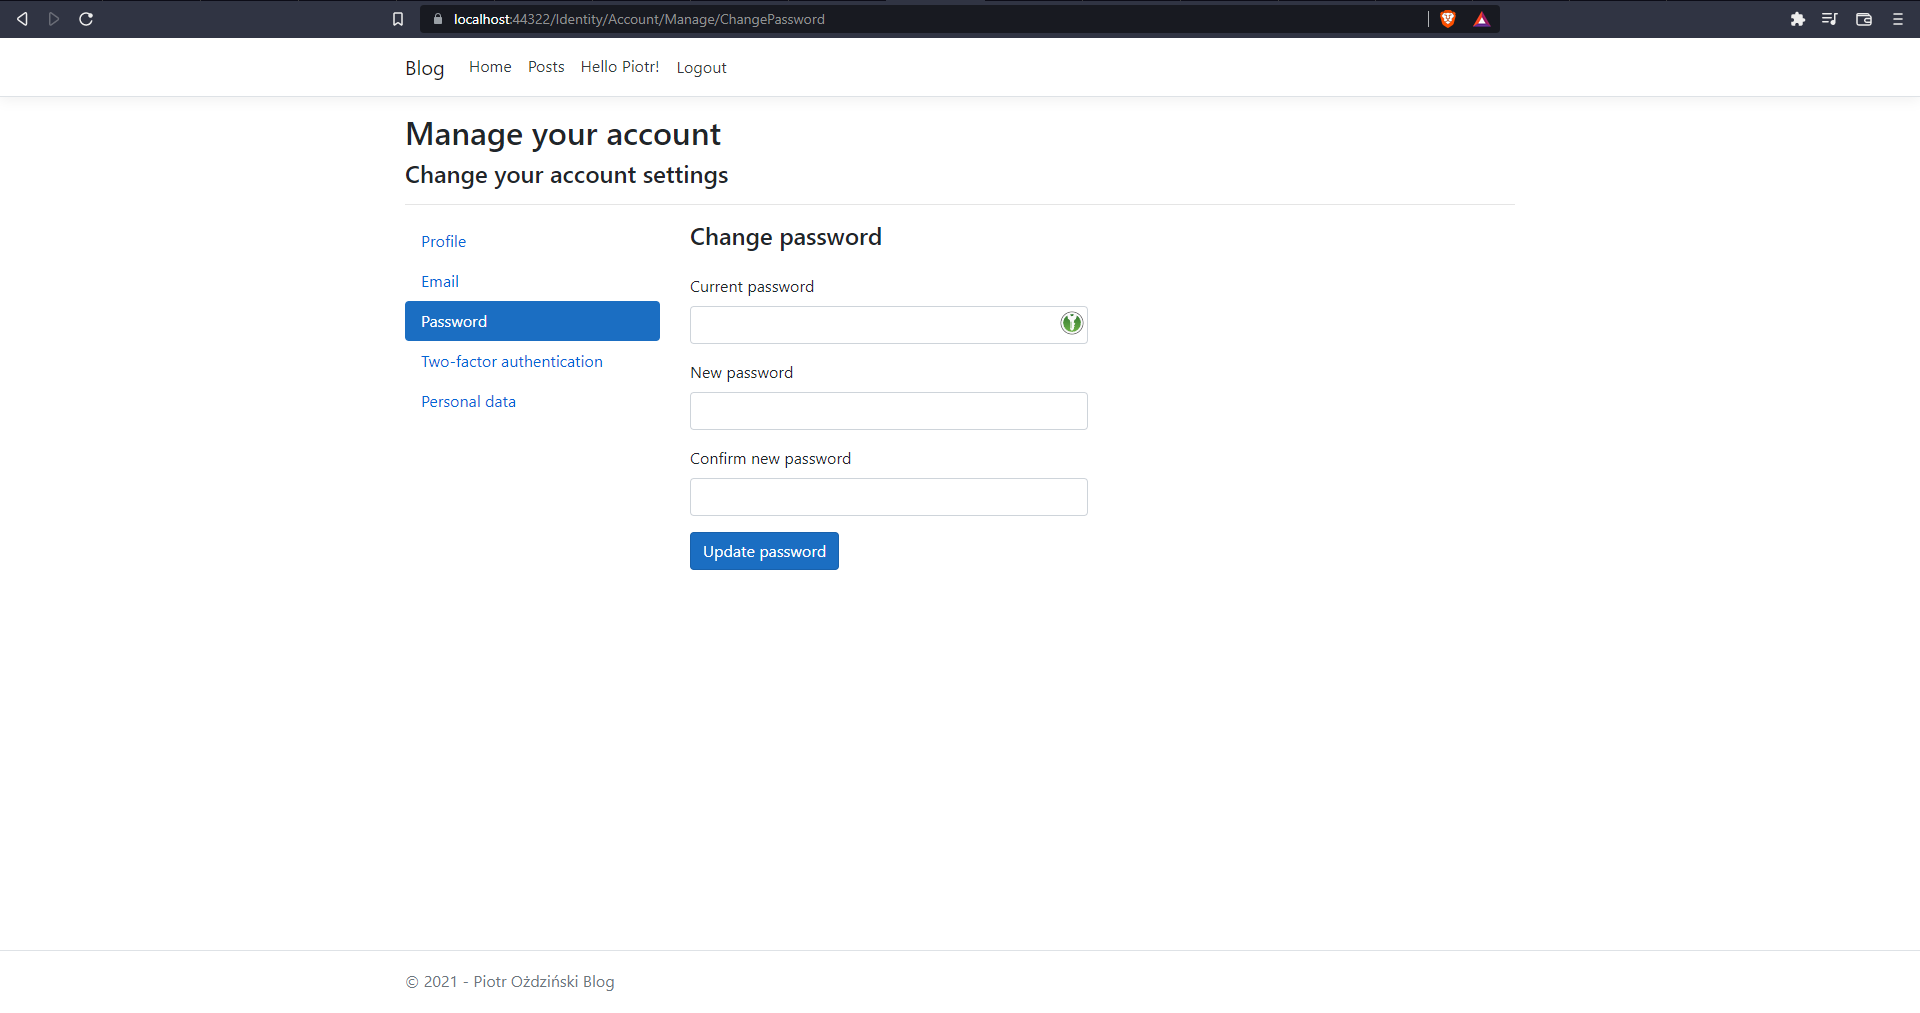 localhost:44322/Identity/Account/Manage/ChangePassword
Blog Home Posts Hello Piotr! Logout
Manage your account
Change your account settings
Profile
Email
Password
Two-factor authentication
Personal data
Change password
Current password
New password
Confirm new password
Update password
© 2021 - Piotr Ożdziński Blog